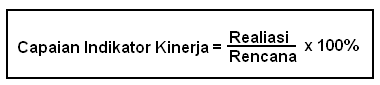 Capaian Indikator Kinerja = Realiasi / Rencana x 100%